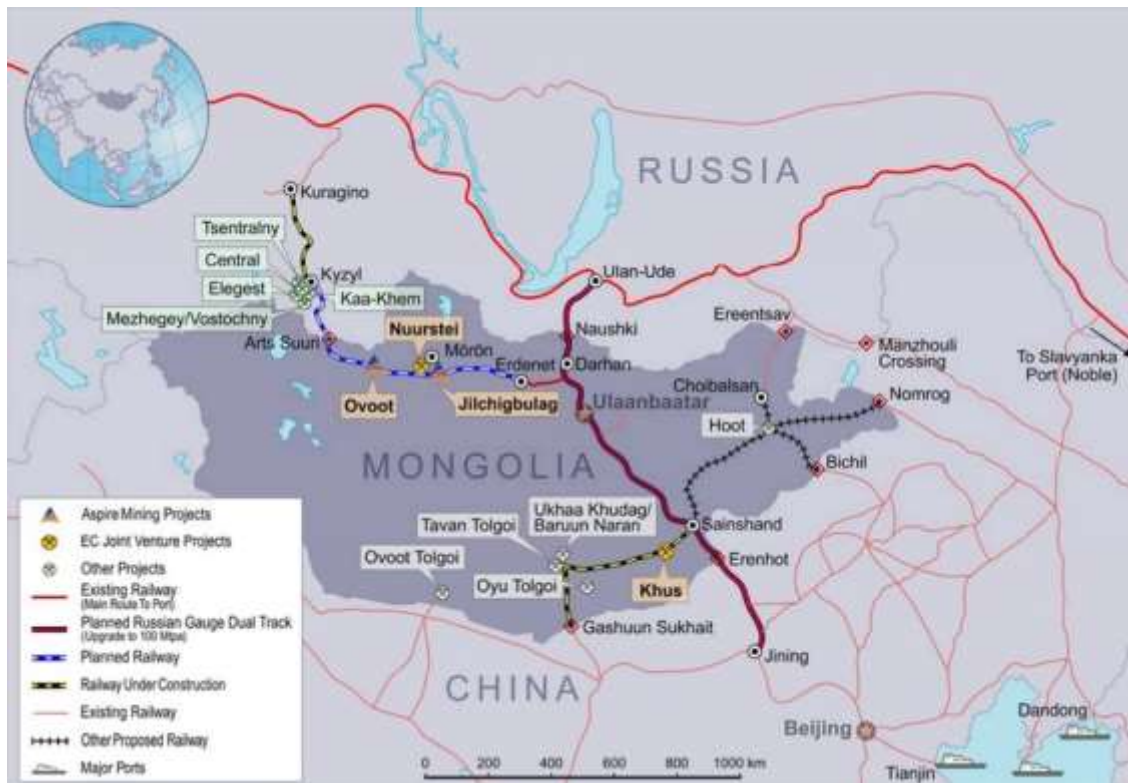 RUSSIA
Kuragino
Tsentralny
Central
Kyzyl
Elegest
Kaa-Khem
Mezhegey/Vostochny
Arts Suuri
Nuurstei
Mörön
Erdenet
Ovoot
Jilchigbulag
Ulan-Ude
Naushki
Darhan
Ulaanbaatar
Ereentsav
Manzhouli
Crossing
To Slavyanka
Port (Noble)
Choibalsan
Nomrog
Hoot
Bichil
MONGOLIA
Ukhaa Khudag/
Baruun Naran
Tavan Tolgoi
Sainshand
Ovoot Tolgoi
Oyu Tolgoi
Khus
Erenhot
Gashuun Sukhait
Jining
CHINA
Beijing
Dandong
Tianjin
Aspire Mining Projects
EC Joint Venture Projects
Other Projects
Existing Railway
(Main Route To Port)
Planned Russian Gauge Dual Track
(Upgrade to 100 Mtpa)
Planned Railway
Railway Under Construction
Existing Railway
Other Proposed Railway
Major Ports
0 200 400 600 800 1000 km